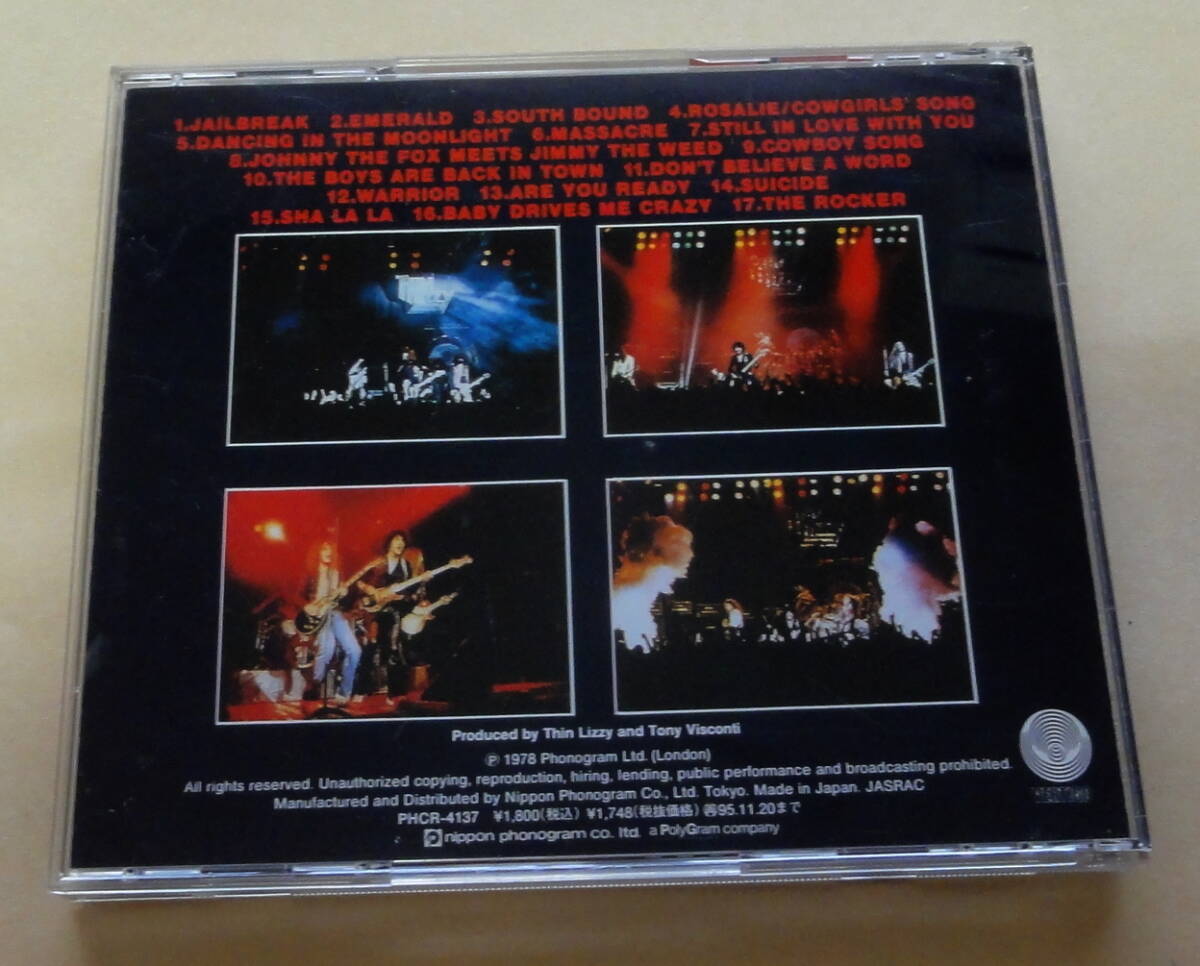 1.JAILBREAK 2.EMERALD 3.SOUTH BOUND 4.ROSALIE/COWGIRLS' SONG
5.DANCING IN THE MOONLIGHT 6.MASSACRE 7.STILL IN LOVE WITH YOU
8.JOHNNY THE FOX MEETS JIMMY THE WEED 9.COWBOY SONG
10.THE BOYS ARE BACK IN TOWN 11.DON'T BELIEVE A WORD
12.WARRIOR 13.ARE YOU READY 14.SUICIDE
15.SHA LA LA 16.BABY DRIVES ME CRAZY 17.THE ROCKER
Produced by Thin Lizzy and Tony Visconti
Ⓟ 1978 Phonogram Ltd. (London)
All rights reserved. Unauthorized copying, reproduction, hiring, lending, public performance and broadcasting prohibited.
Manufactured and Distributed by Nippon Phonogram Co., Ltd. Tokyo. Made in Japan. JASRAC
PHCR-4137 ¥1,800(税込) ¥1,748(税抜価格) 95.11.20まで
nippon phonogram co. ltd. a PolyGram company